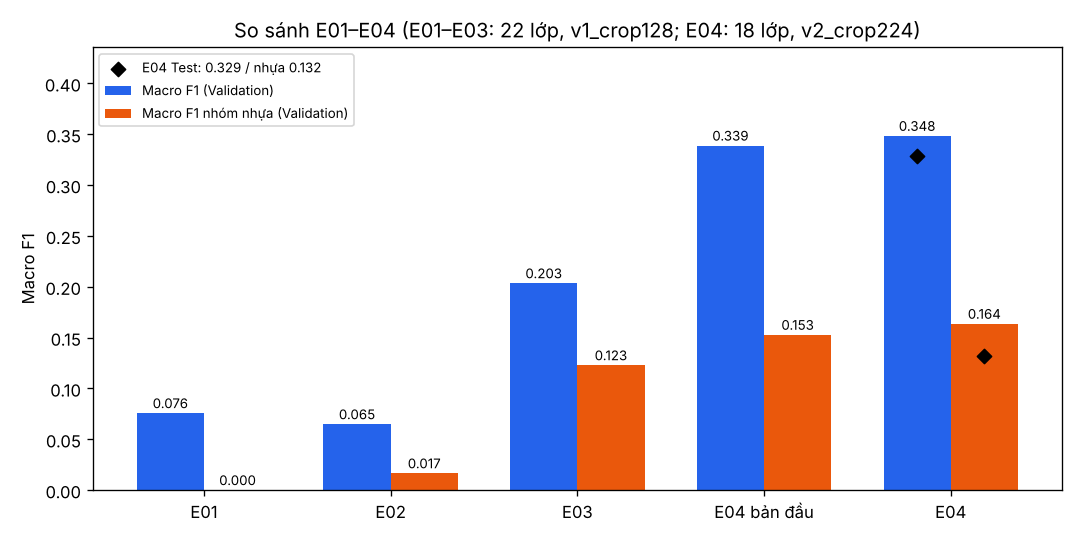 So sánh E01–E04 (E01–E03: 22 lớp, v1_crop128; E04: 18 lớp, v2_crop224)
E04 Test: 0.329 / nhựa 0.132
Macro F1 (Validation)
Macro F1 nhóm nhựa (Validation)
Macro F1
0.40
0.35
0.30
0.25
0.20
0.15
0.10
0.05
0.00
0.076
0.000
0.065
0.017
0.203
0.123
0.339
0.153
0.348
0.164
E01
E02
E03
E04 bản đầu
E04